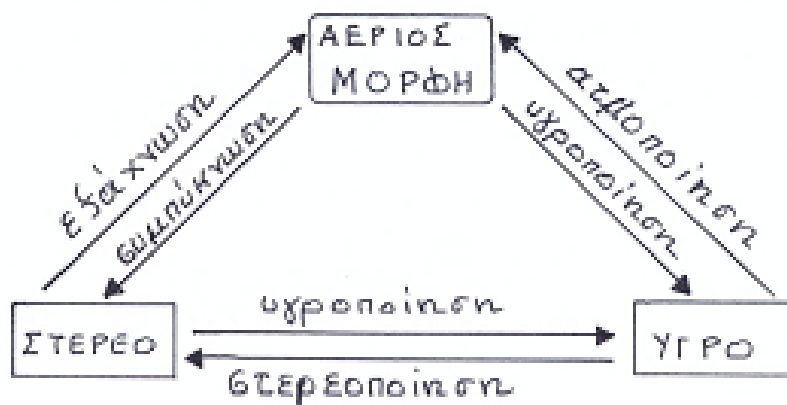 ΑΕΡΙΟΣ
ΜΟΡΦΗ
εξάχνωση
συμπύκνωση
υγροποίηση
ατμοποίηση
υγροποίηση
ΣΤΕΡΕΟ
ΥΓΡΟ
στερεοποίηση